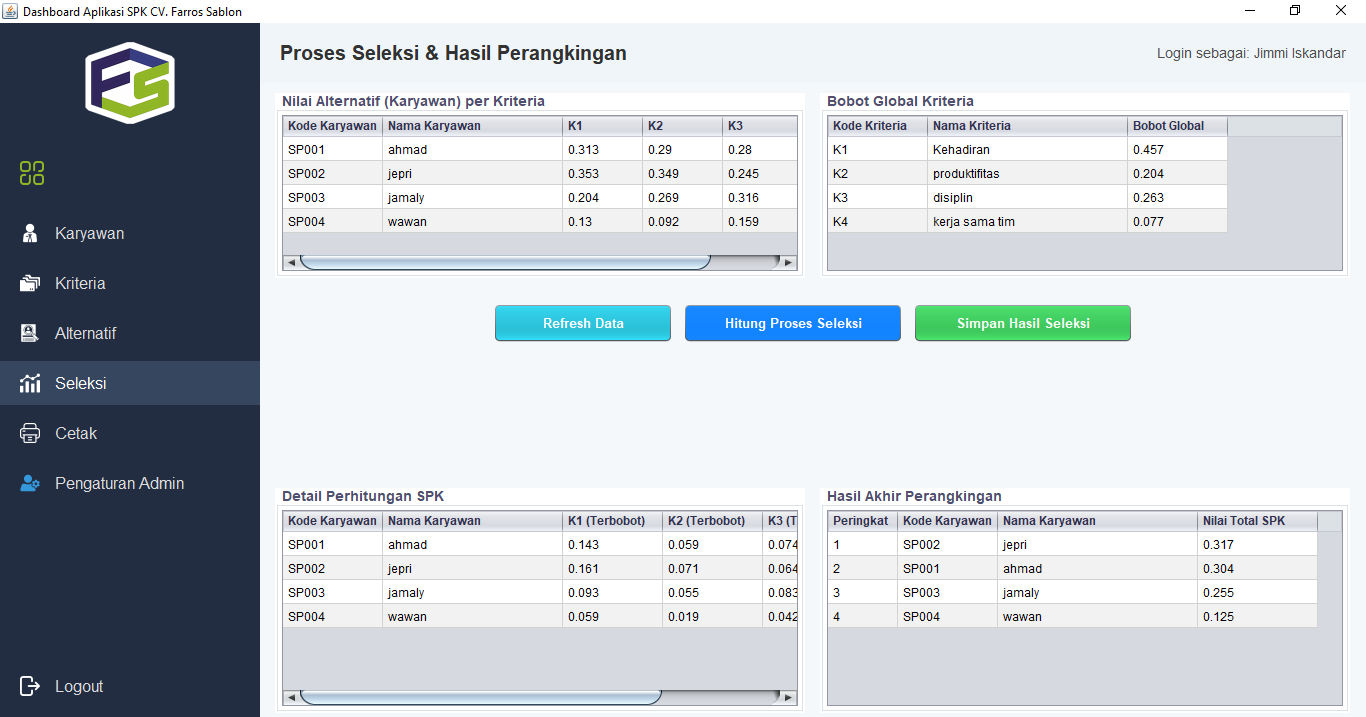 Dashboard Aplikasi SPK CV. Farros Sablon
Proses Seleksi & Hasil Perangkingan
Login sebagai: Jimmi Iskandar
Karyawan
Kriteria
Alternatif
Seleksi
Cetak
Pengaturan Admin
Logout
Nilai Alternatif (Karyawan) per Kriteria
Kode Karyawan Nama Karyawan K1 K2 K3
SP001 ahmad 0.313 0.29 0.28
SP002 jepri 0.353 0.349 0.245
SP003 jamaly 0.204 0.269 0.316
SP004 wawan 0.13 0.092 0.159
Bobot Global Kriteria
Kode Kriteria Nama Kriteria Bobot Global
K1 Kehadiran 0.457
K2 produktifitas 0.204
K3 disiplin 0.263
K4 kerja sama tim 0.077
Refresh Data
Hitung Proses Seleksi
Simpan Hasil Seleksi
Detail Perhitungan SPK
Kode Karyawan Nama Karyawan K1 (Terbobot) K2 (Terbobot) K3 (T
SP001 ahmad 0.143 0.059 0.074
SP002 jepri 0.161 0.071 0.064
SP003 jamaly 0.093 0.055 0.083
SP004 wawan 0.059 0.019 0.042
Hasil Akhir Perangkingan
Peringkat Kode Karyawan Nama Karyawan Nilai Total SPK
1 SP002 jepri 0.317
2 SP001 ahmad 0.304
3 SP003 jamaly 0.255
4 SP004 wawan 0.125